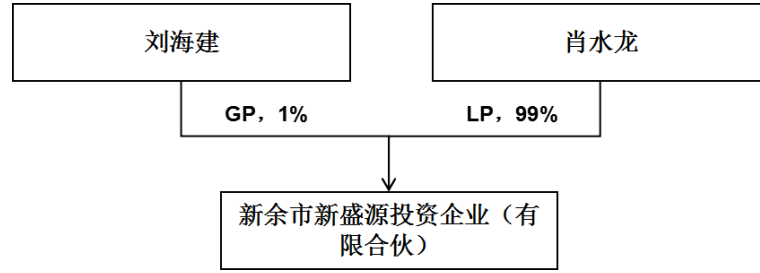 刘海建
肖水龙
GP，1%
LP，99%
新余市新盛源投资企业（有
限合伙）